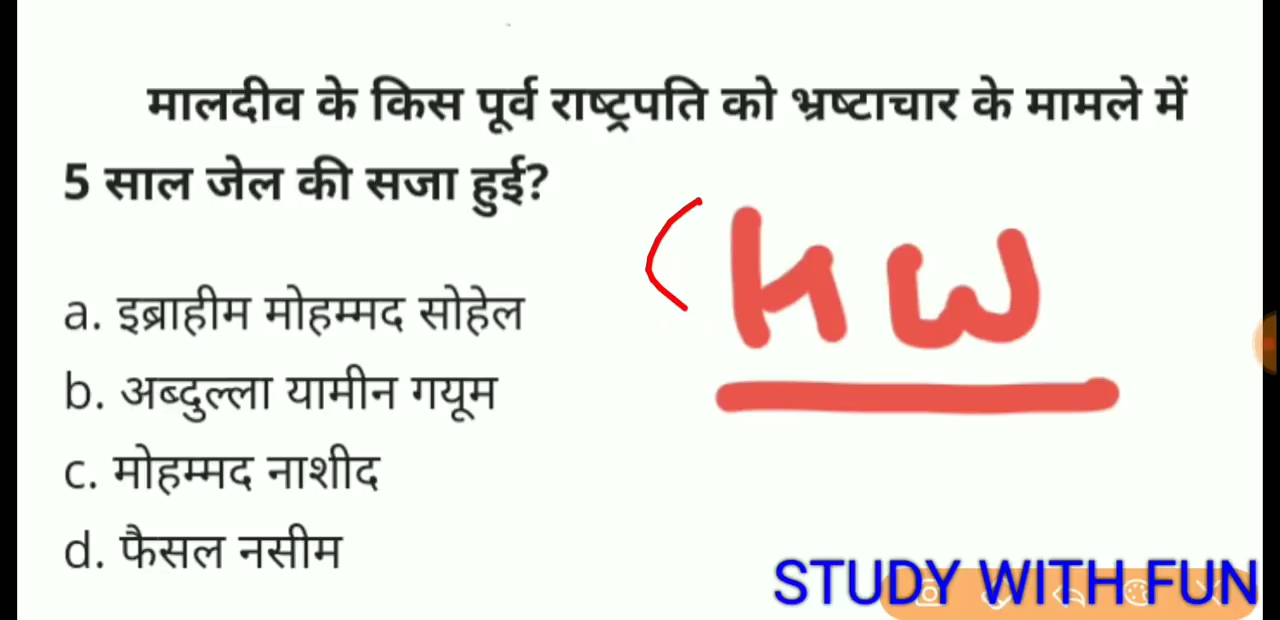 मालदीव के किस पूर्व राष्ट्रपति को भ्रष्टाचार के मामले में
5 साल जेल की सजा हुई?
HW
a. इब्राहीम मोहम्मद सोहेल
b. अब्दुल्ला यामीन गयूम
c. मोहम्मद नाशीद
d. फैसल नसीम
STUDY WITH FUN